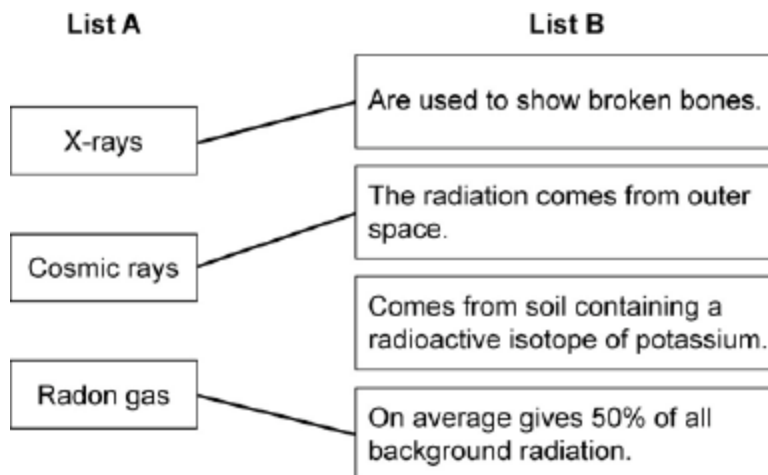 List A
List B
X-rays
Cosmic rays
Radon gas
Are used to show broken bones.
The radiation comes from outer
space.
Comes from soil containing a
radioactive isotope of potassium.
On average gives 50% of all
background radiation.